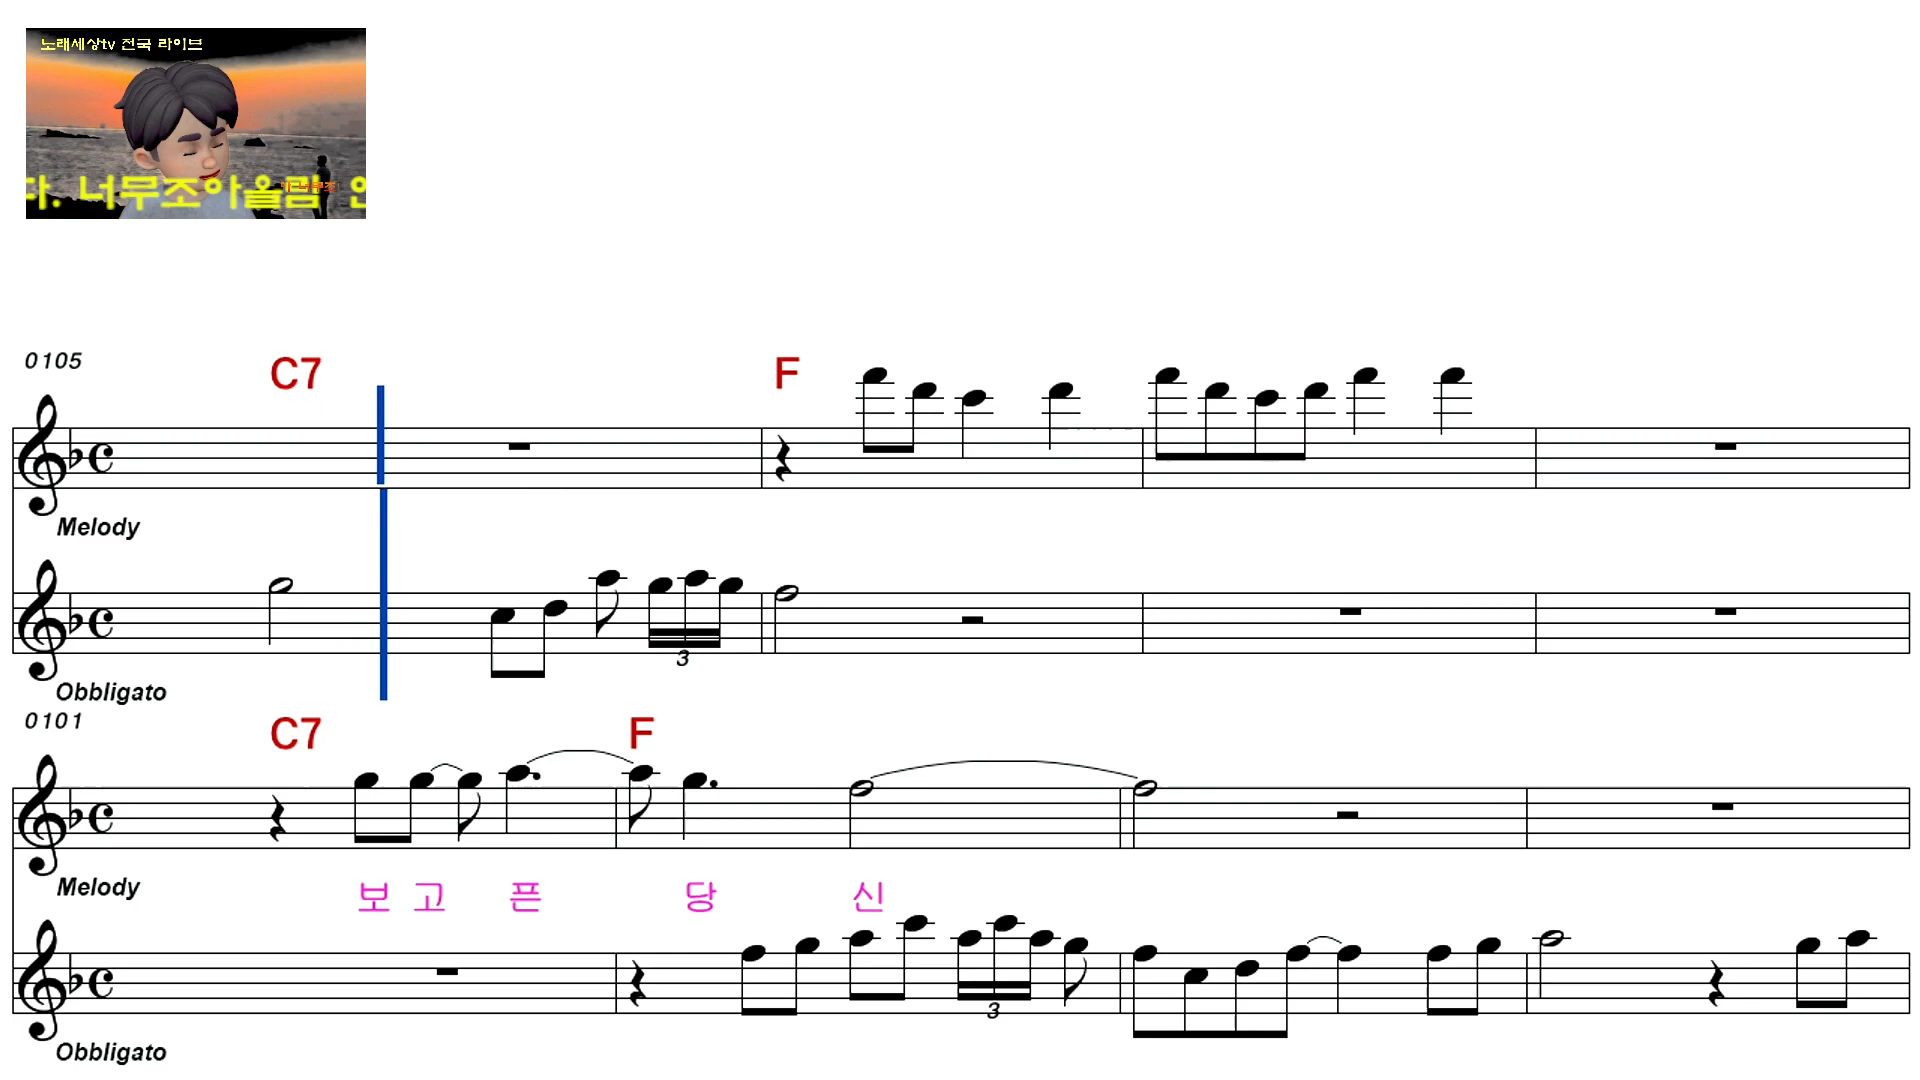 노래세상tv 전국 라이브
너무조아올림
0105
C7 F
Melody
3
Obbligato
0101
C7 F
Melody
보 고 픈 당 신
3
Obbligato